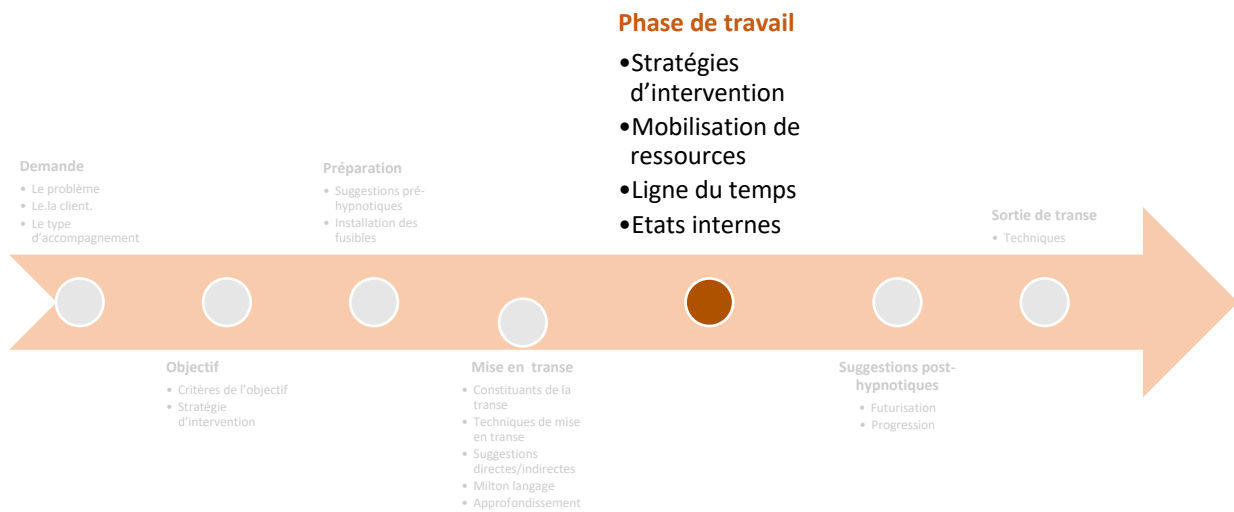 Phase de travail
•Stratégies
d’intervention
•Mobilisation de
ressources
•Ligne du temps
•Etats internes
Demande
• Le problème
• Le.la client.
• Le type
d’accompagnement
Préparation
• Suggestions pré-
hypnotiques
• Installation des
fusibles
Sortie de transe
• Techniques
Objectif
• Critères de l’objectif
• Stratégie
d’intervention
Mise en transe
• Constituants de la
transe
• Techniques de mise
en transe
• Suggestions
directes/indirectes
• Milton langage
• Approfondissement
Suggestions post-
hypnotiques
• Futurisation
• Progression